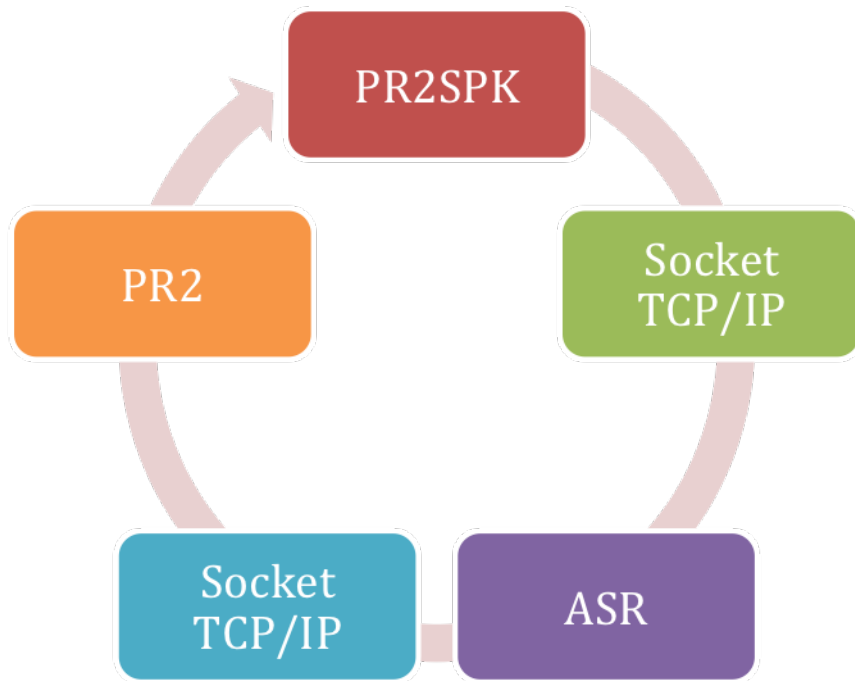 PR2SPK
Socket
TCP/IP
ASR
Socket
TCP/IP
PR2